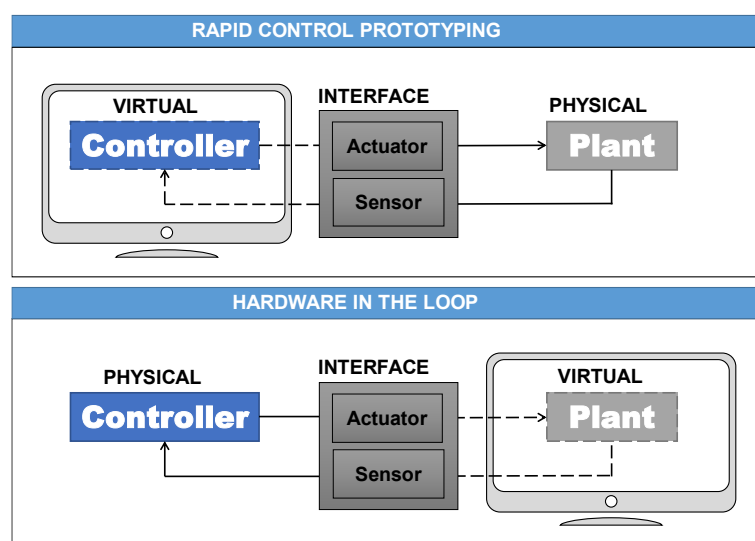 RAPID CONTROL PROTOTYPING
VIRTUAL
INTERFACE
PHYSICAL
Controller
Actuator
Plant
Sensor
HARDWARE IN THE LOOP
PHYSICAL
INTERFACE
VIRTUAL
Controller
Actuator
Plant
Sensor